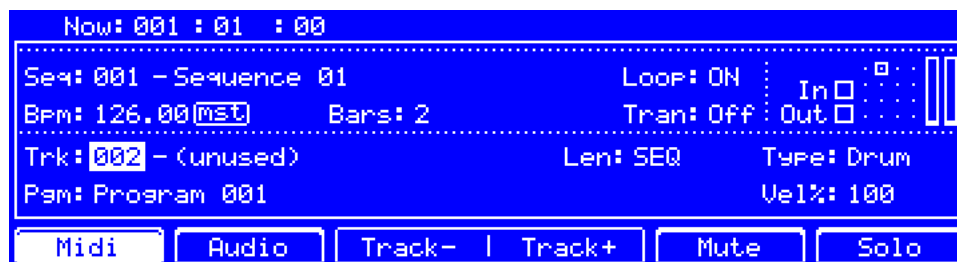 Now: 001 : 01 : 00
Seq: 001 - Sequence 01 Loop: ON In
Bpm: 126.00 mst Bars: 2 Tran: Off Out
Trk: 002 - (unused) Len: SEQ Type: Drum
Pgm: Program 001 Vel%: 100
Midi Audio Track- | Track+ Mute Solo